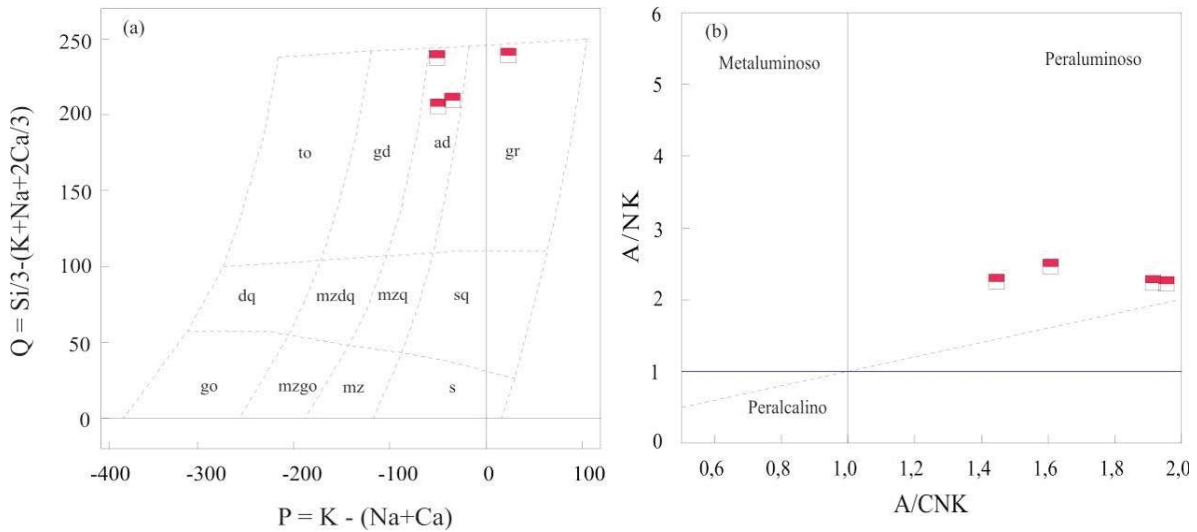 (a)
Q = Si/3-(K+Na+2Ca/3)
250
200
150
100
50
0
to
gd
ad
gr
dq
mzdq
mzq
sq
go
mzgo
mz
s
-400
-300
-200
-100
0
100
P = K - (Na+Ca)
(b)
A/NK
6
5
4
3
2
1
0
Metaluminoso
Peraluminoso
Peralcalino
0,6
0,8
1,0
1,2
1,4
1,6
1,8
2,0
A/CNK